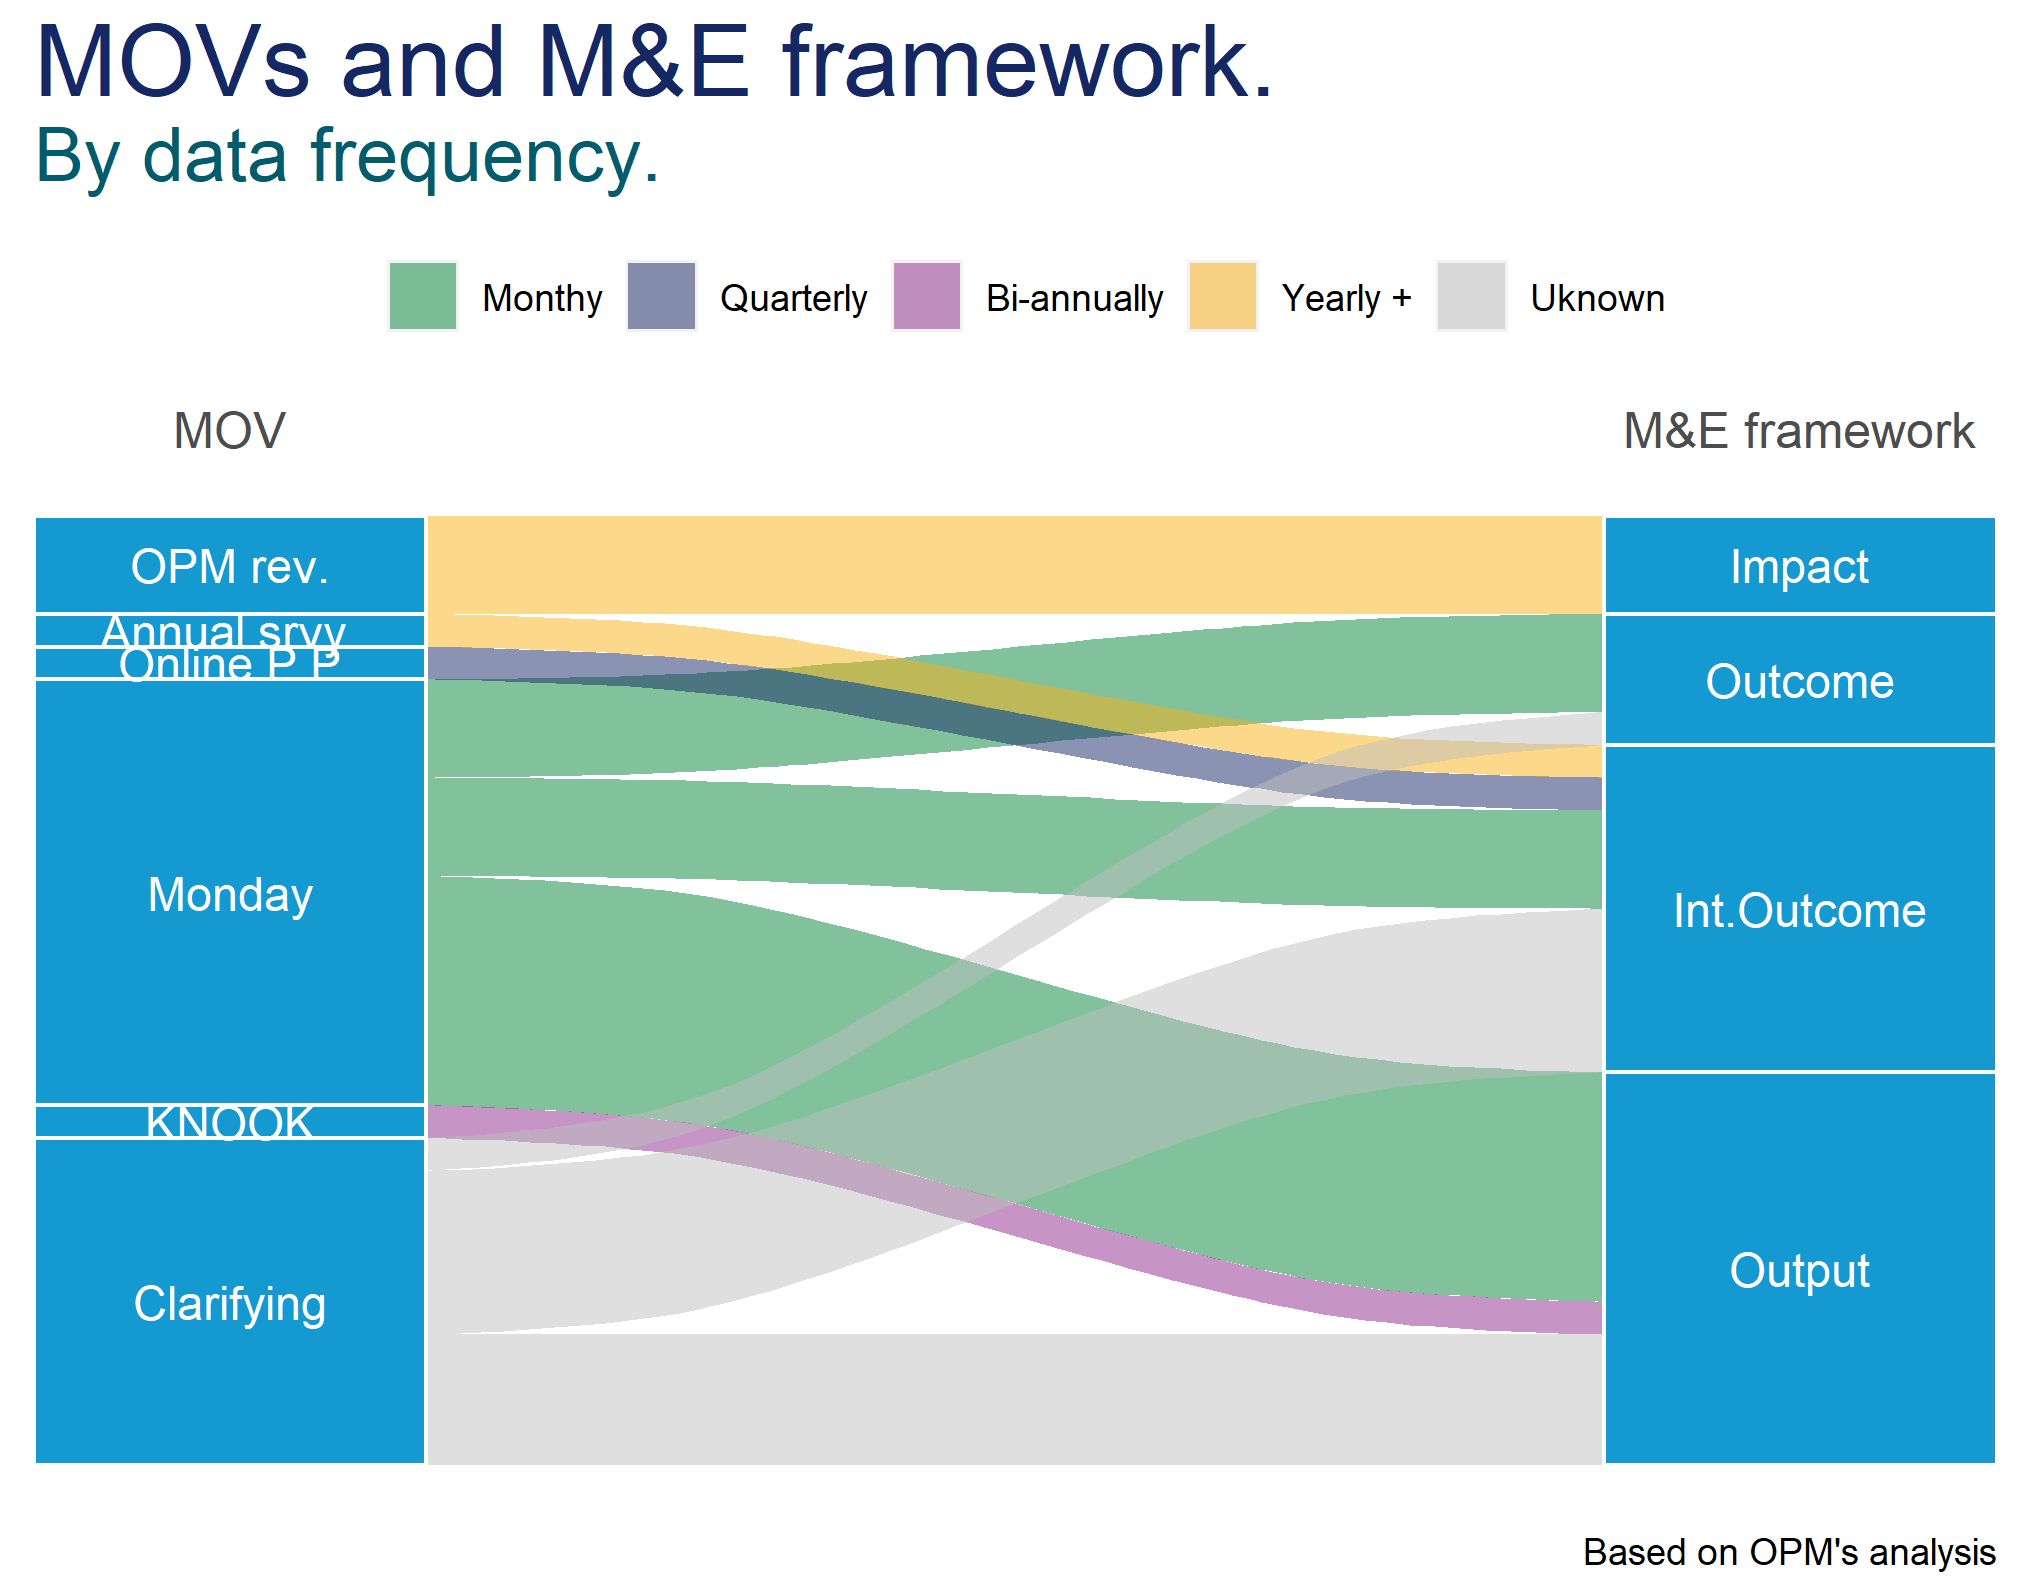 MOVs and M&E framework.
By data frequency.
Monthy Quarterly Bi-annually Yearly + Uknown
MOV M&E framework
OPM rev.
Annual srvy
Online P P
Monday
KNOOK
Clarifying
Impact
Outcome
Int.Outcome
Output
Based on OPM's analysis